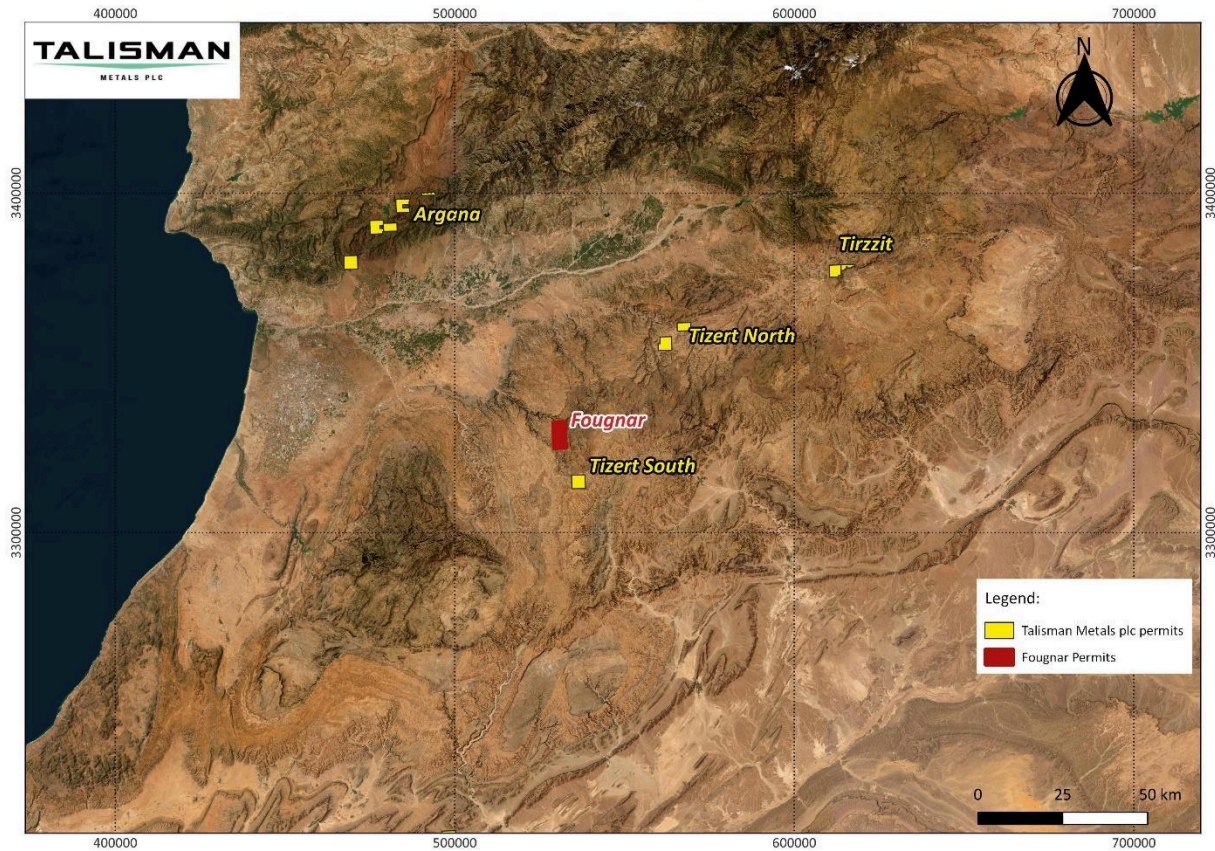 400000 500000 600000 700000
TALISMAN
METALS PLC
N
3400000 3400000
Argana
Tirzzit
Tizert North
Fougnar
Tizert South
3300000 3300000
Legend:
Talisman Metals plc permits
Fougnar Permits
0 25 50 km
400000 500000 600000 700000